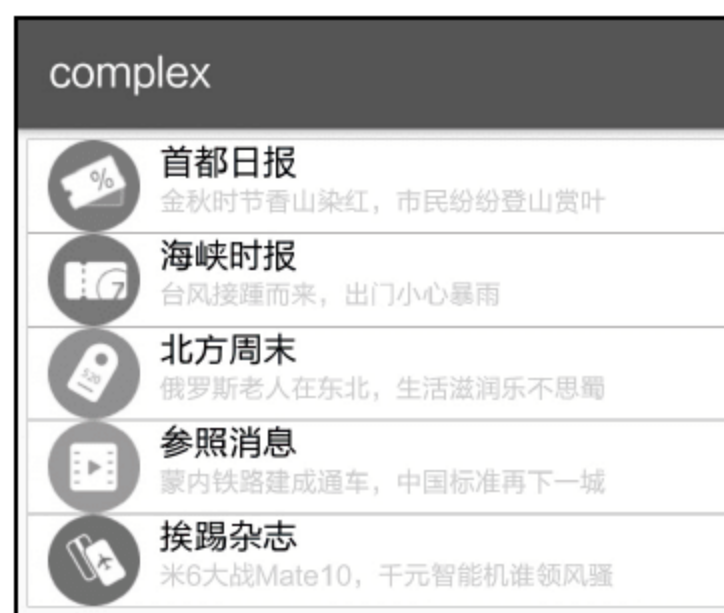 complex
%
首都日报
金秋时节香山染红，市民纷纷登山赏叶
7
海峡时报
台风接踵而来，出门小心暴雨
520
北方周末
俄罗斯老人在东北，生活滋润乐不思蜀
参照消息
蒙内铁路建成通车，中国标准再下一城
挨踢杂志
米6大战Mate10，千元智能机谁领风骚